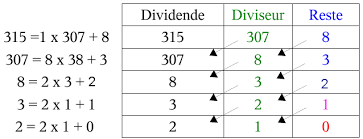 Dividende Diviseur Reste
315 =1 x 307 + 8 315 307 8
307 = 8 x 38 + 3 307 8 3
8 = 2 x 3 + 2 8 3 2
3 = 2 x 1 + 1 3 2 1
2 = 2 x 1 + 0 2 1 0